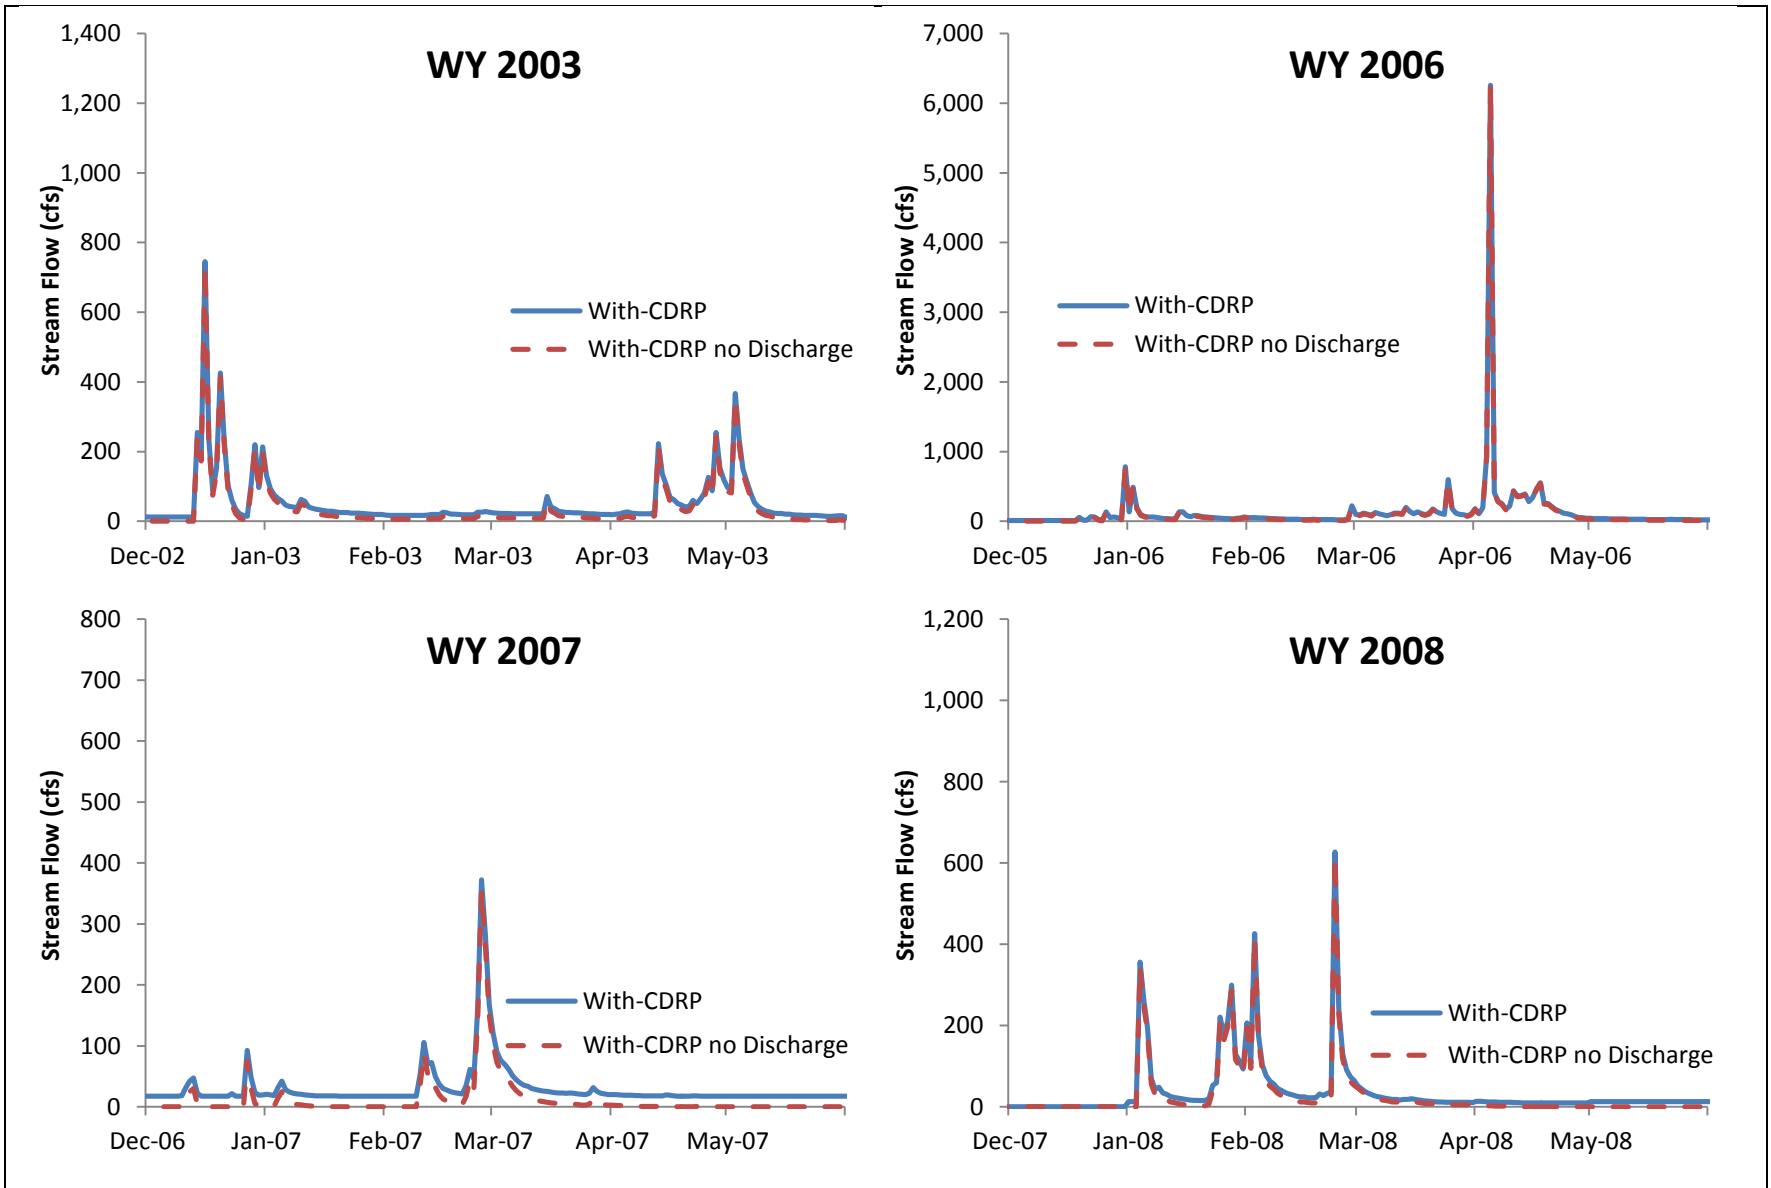 WY 2003
1,400
1,200
1,000
800
600
400
200
0
Stream Flow (cfs)
With-CDRP
With-CDRP no Discharge
Dec-02 Jan-03 Feb-03 Mar-03 Apr-03 May-03
WY 2006
7,000
6,000
5,000
4,000
3,000
2,000
1,000
0
Stream Flow (cfs)
With-CDRP
With-CDRP no Discharge
Dec-05 Jan-06 Feb-06 Mar-06 Apr-06 May-06
WY 2007
800
700
600
500
400
300
200
100
0
Stream Flow (cfs)
With-CDRP
With-CDRP no Discharge
Dec-06 Jan-07 Feb-07 Mar-07 Apr-07 May-07
WY 2008
1,200
1,000
800
600
400
200
0
Stream Flow (cfs)
With-CDRP
With-CDRP no Discharge
Dec-07 Jan-08 Feb-08 Mar-08 Apr-08 May-08